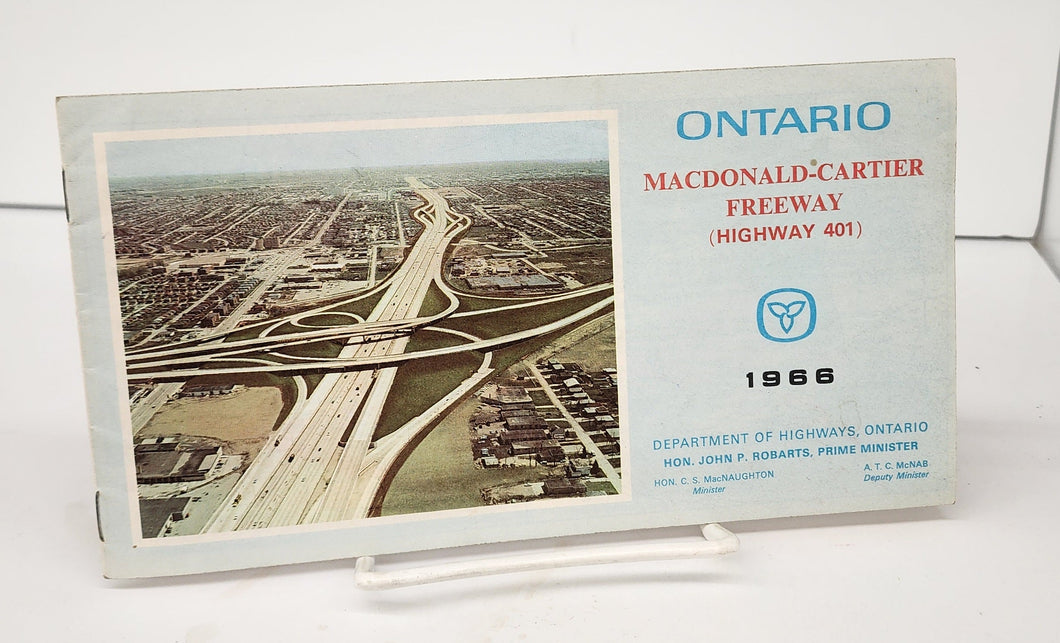 ONTARIO
MACDONALD-CARTIER
FREEWAY
(HIGHWAY 401)
1966
DEPARTMENT OF HIGHWAYS, ONTARIO
HON. JOHN P. ROBARTS, PRIME MINISTER
HON. C. S. MacNAUGHTON
Minister
A. T. C. McNAB
Deputy Minister